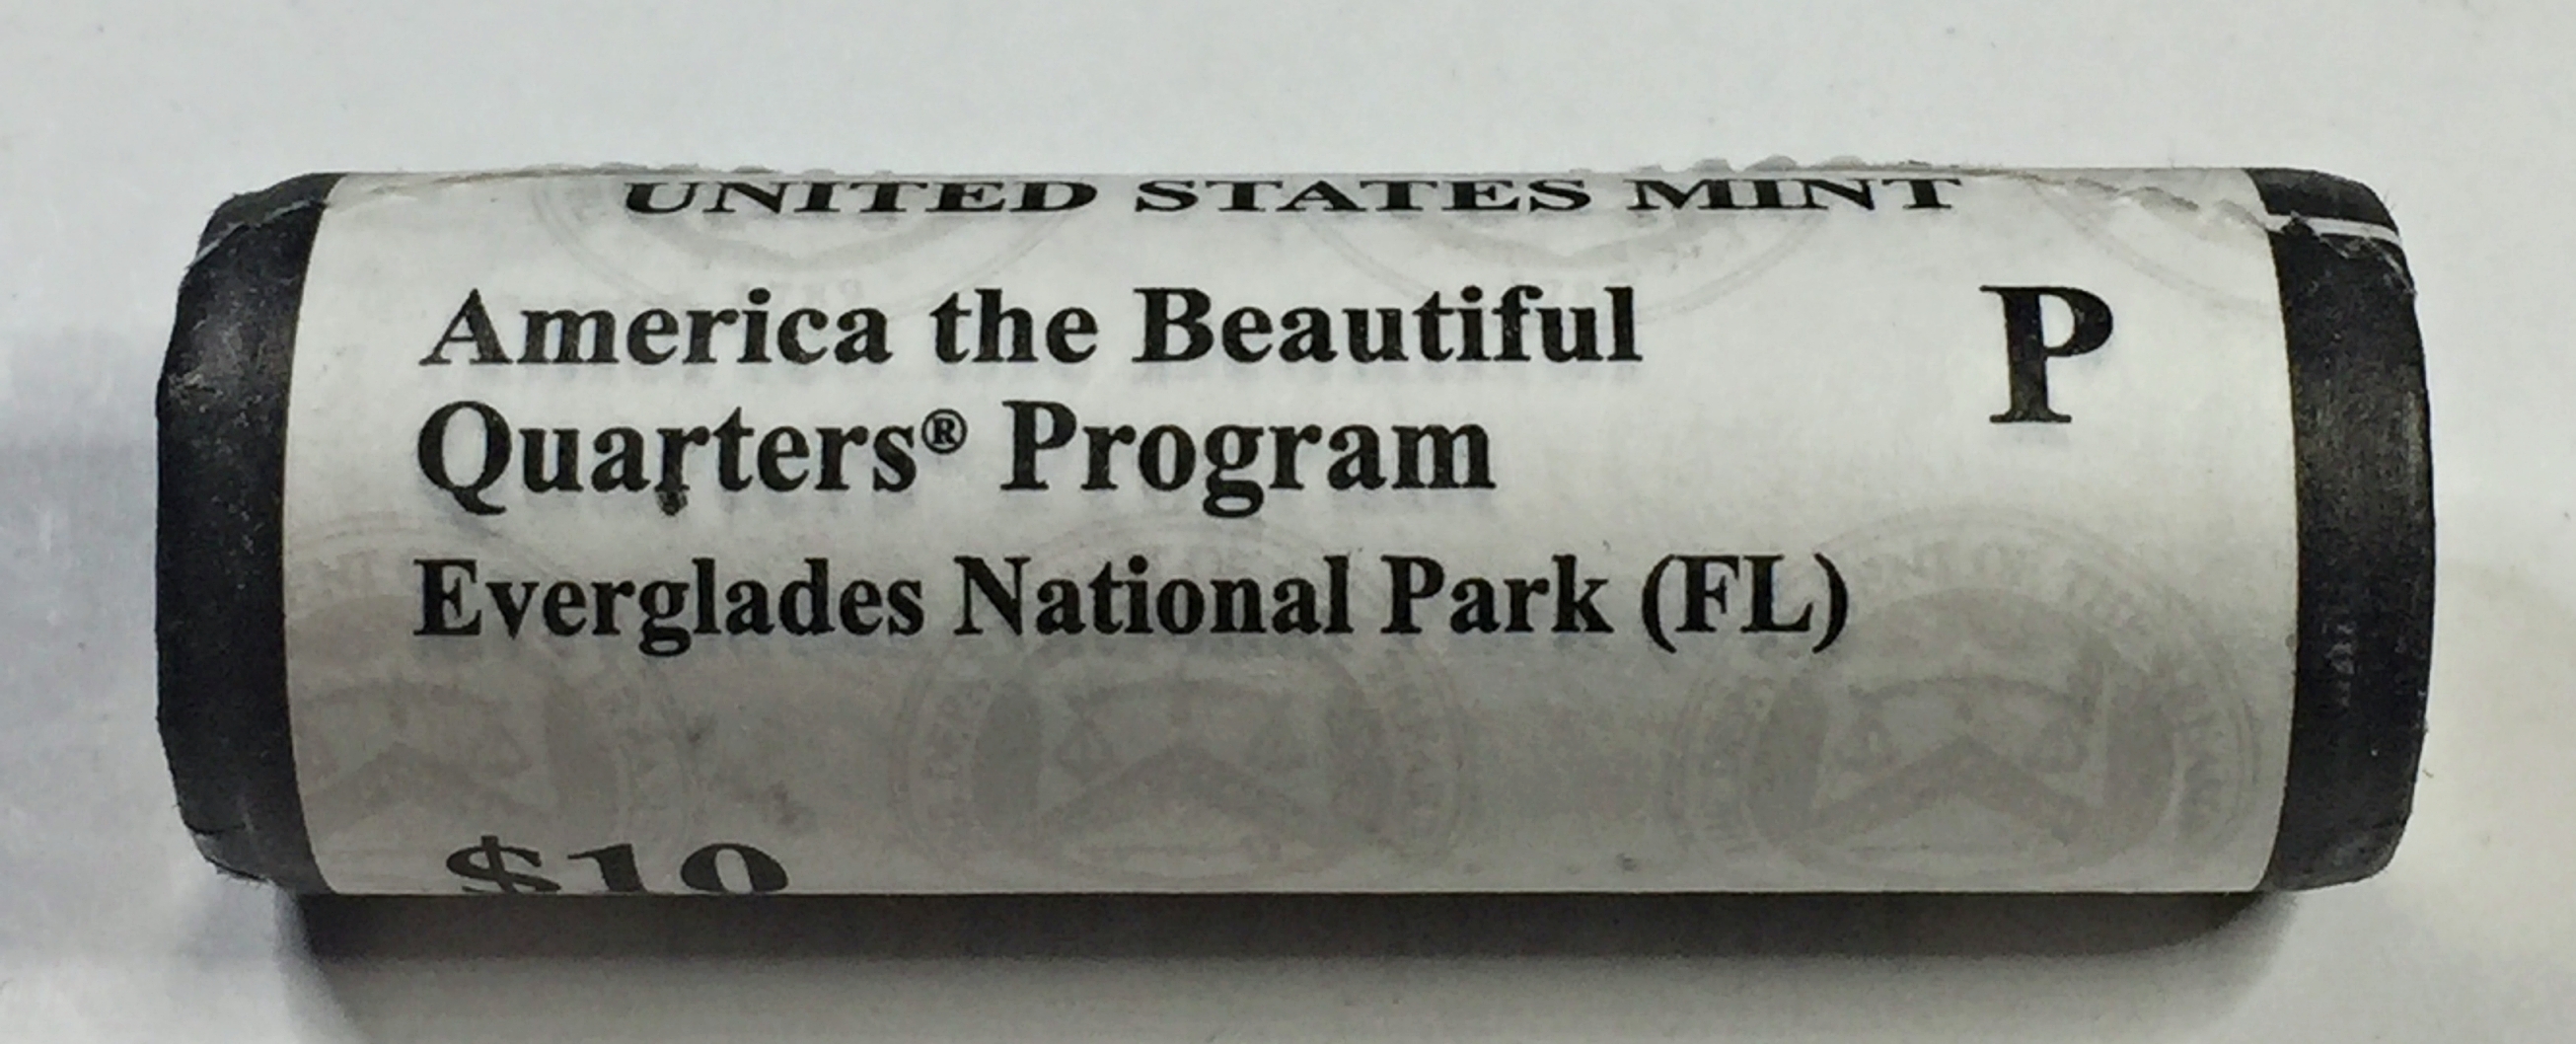 UNITED STATES MINT
America the Beautiful
P
Quarters® Program
Everglades National Park (FL)
$10